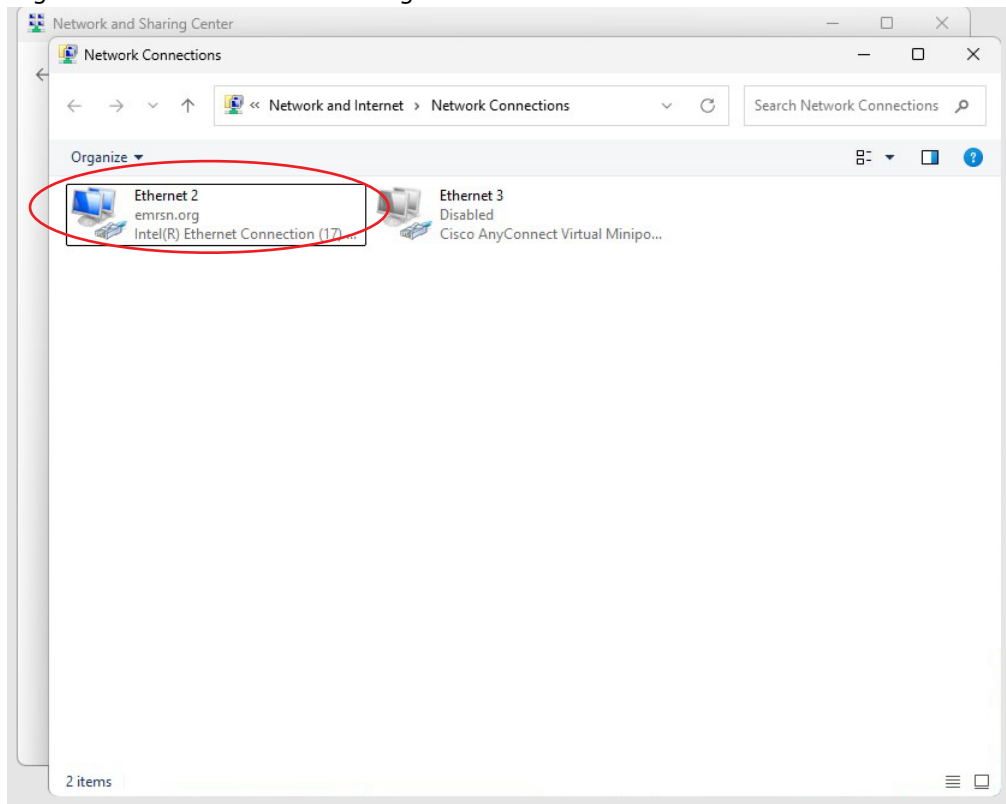 Network and Sharing Center
Network Connections
« Network and Internet › Network Connections
Search Network Connections
Organize
Ethernet 2
emrsn.org
Intel(R) Ethernet Connection (17) ...
Ethernet 3
Disabled
Cisco AnyConnect Virtual Minipo...
2 items